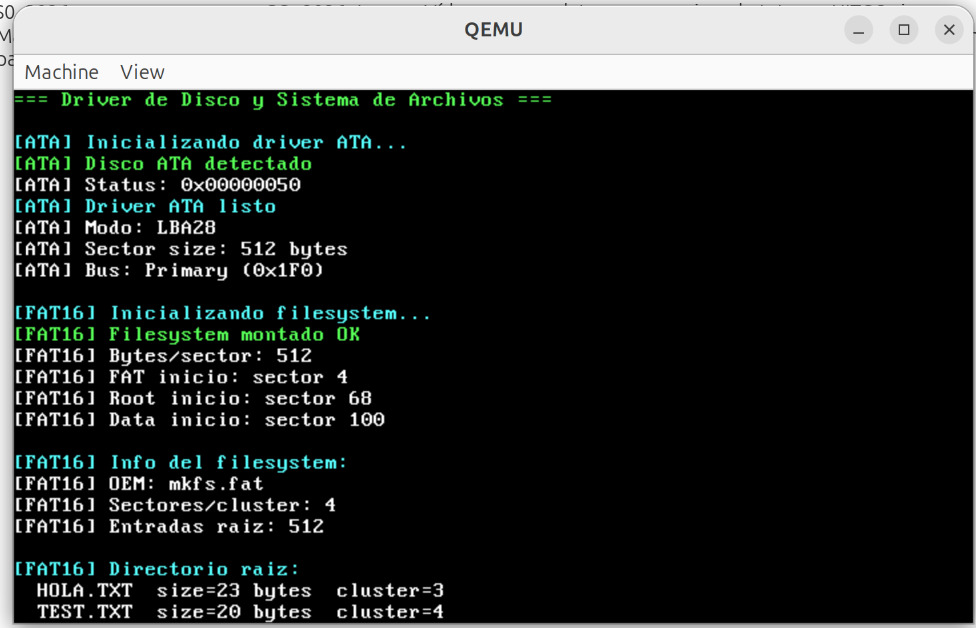 QEMU
Machine View
=== Driver de Disco y Sistema de Archivos ===
[ATA] Inicializando driver ATA...
[ATA] Disco ATA detectado
[ATA] Status: 0x00000050
[ATA] Driver ATA listo
[ATA] Modo: LBA28
[ATA] Sector size: 512 bytes
[ATA] Bus: Primary (0x1F0)
[FAT16] Inicializando filesystem...
[FAT16] Filesystem montado OK
[FAT16] Bytes/sector: 512
[FAT16] FAT inicio: sector 4
[FAT16] Root inicio: sector 68
[FAT16] Data inicio: sector 100
[FAT16] Info del filesystem:
[FAT16] OEM: mkfs.fat
[FAT16] Sectores/cluster: 4
[FAT16] Entradas raiz: 512
[FAT16] Directorio raiz:
HOLA.TXT size=23 bytes cluster=3
TEST.TXT size=20 bytes cluster=4